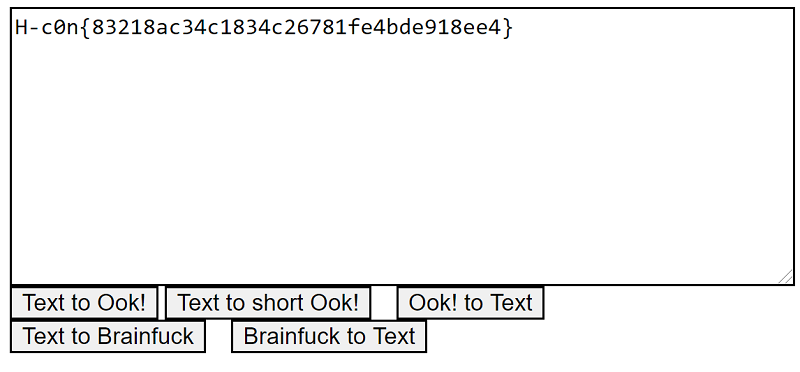 H-c0n{83218ac34c1834c26781fe4bde918ee4}
Text to Ook! Text to short Ook! Ook! to Text
Text to Brainfuck Brainfuck to Text